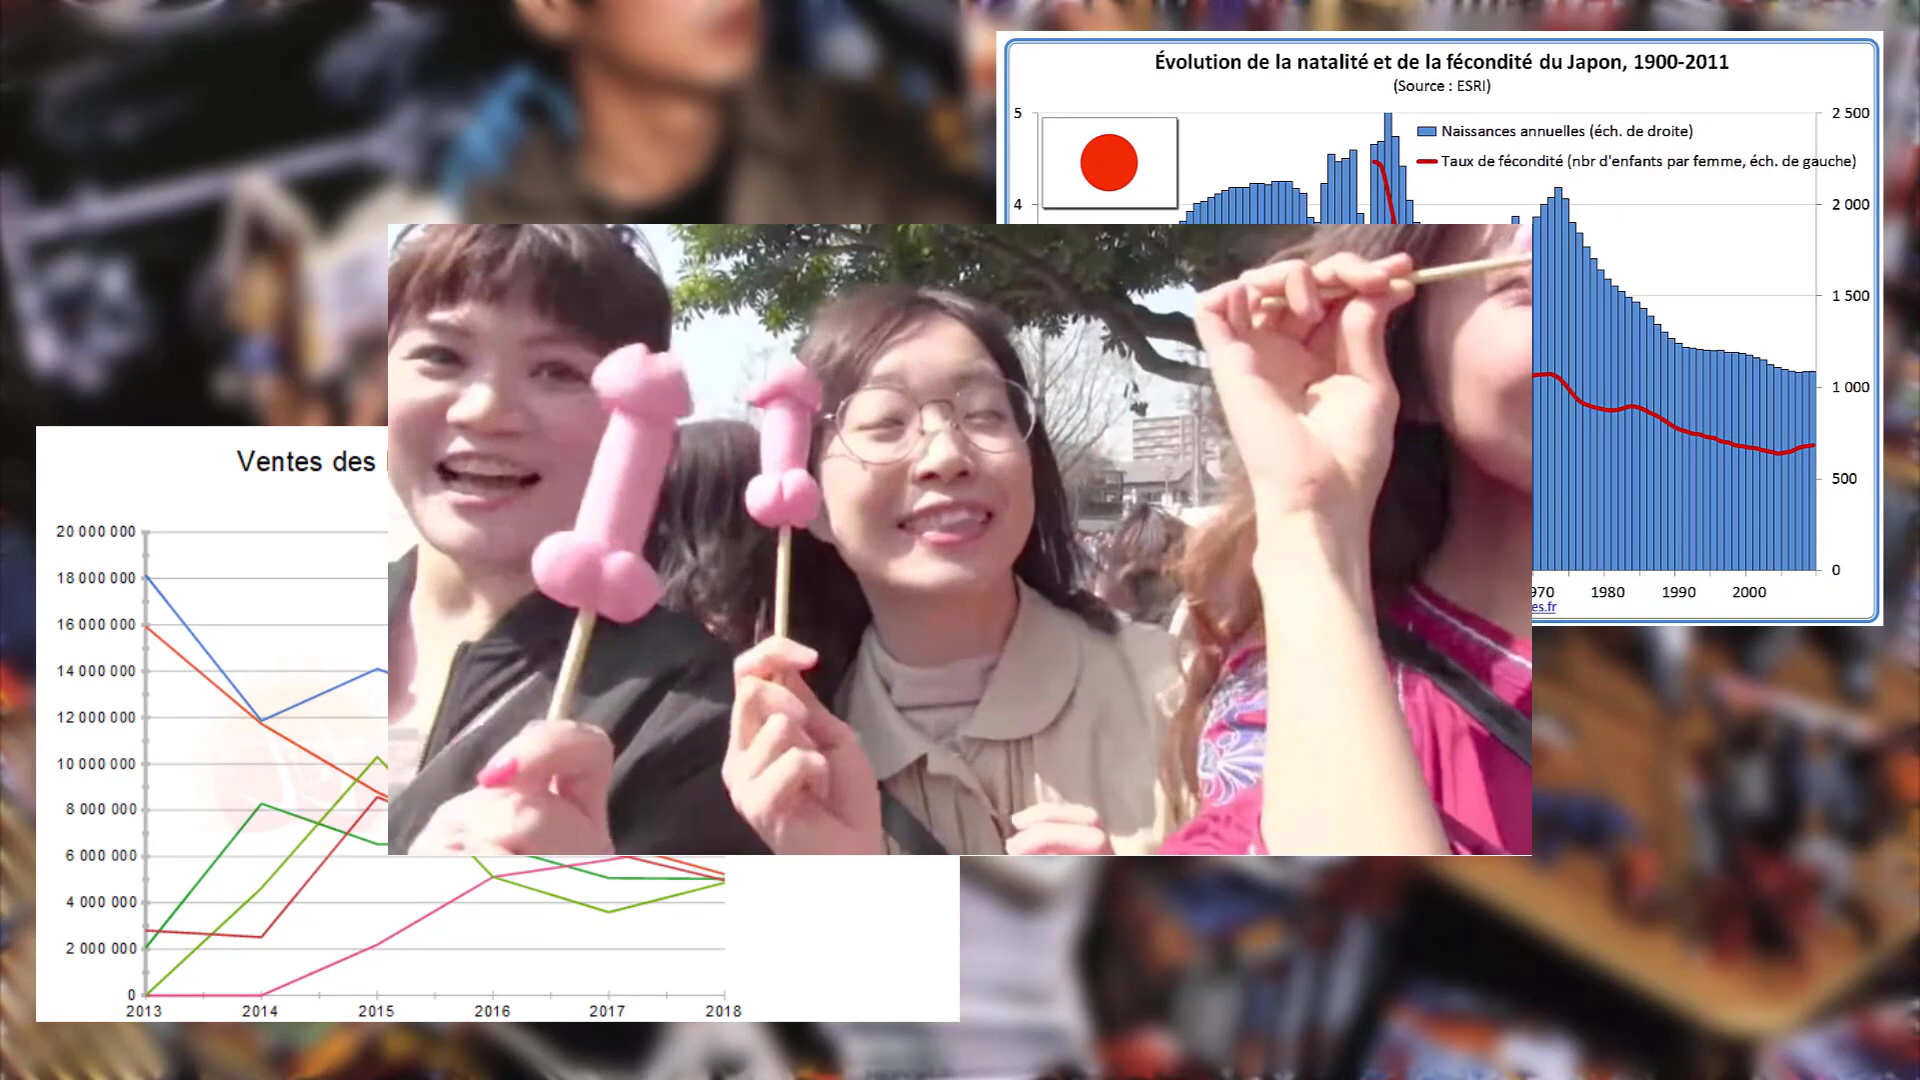 Évolution de la natalité et de la fécondité du Japon, 1900-2011
(Source : ESRI)
5
2 500
Naissances annuelles (éch. de droite)
Taux de fécondité (nbr d'enfants par femme, éch. de gauche)
4
2 000
1 500
1 000
500
0
970
1980
1990
2000
es.fr
Ventes des
20 000 000
18 000 000
16 000 000
14 000 000
12 000 000
10 000 000
8 000 000
6 000 000
4 000 000
2 000 000
0
2013
2014
2015
2016
2017
2018